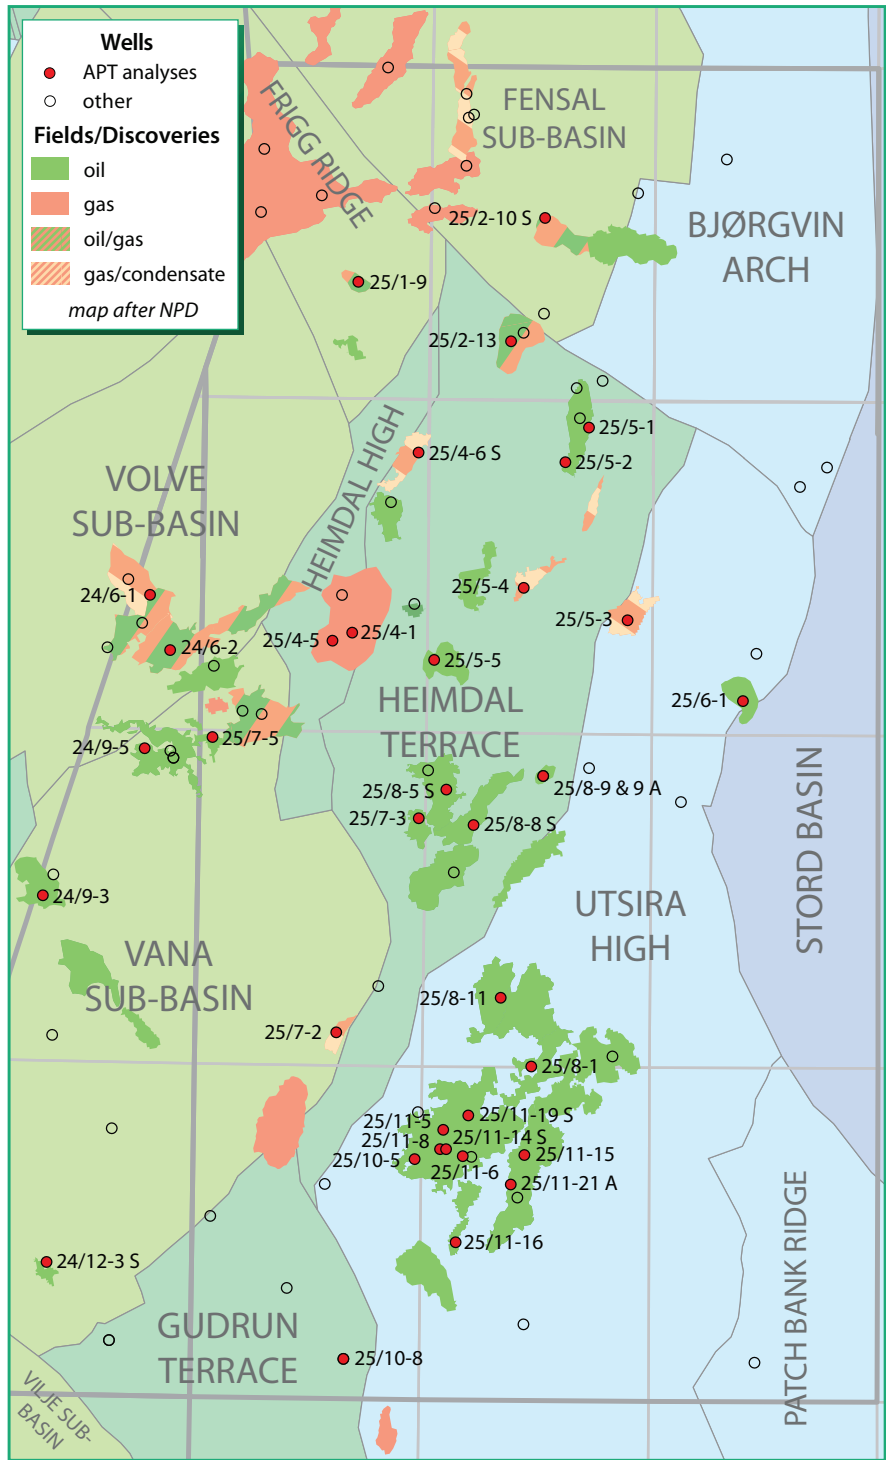 Wells
APT analyses
other
Fields/Discoveries
oil
gas
oil/gas
gas/condensate
map after NPD
FRIGG RIDGE
FENSAL
SUB-BASIN
25/2-10 S
BJØRGVIN
ARCH
25/1-9
25/2-13
25/5-1
HEIMDAL HIGH
25/4-6 S
25/5-2
VOLVE
SUB-BASIN
25/5-4
24/6-1
25/5-3
25/4-1
25/4-5
24/6-2
25/5-5
HEIMDAL
TERRACE
25/6-1
25/7-5
24/9-5
25/8-5 S
25/8-9 & 9 A
25/7-3
25/8-8 S
STORD BASIN
24/9-3
UTSIRA
HIGH
VANA
SUB-BASIN
25/8-11
25/7-2
25/8-1
25/11-19 S
25/11-5
25/11-14 S
25/11-8
25/11-15
25/10-5
25/11-6
25/11-21 A
25/11-16
24/12-3 S
PATCH BANK RIDGE
GUDRUN
TERRACE
25/10-8
VILJE SUB-
BASIN